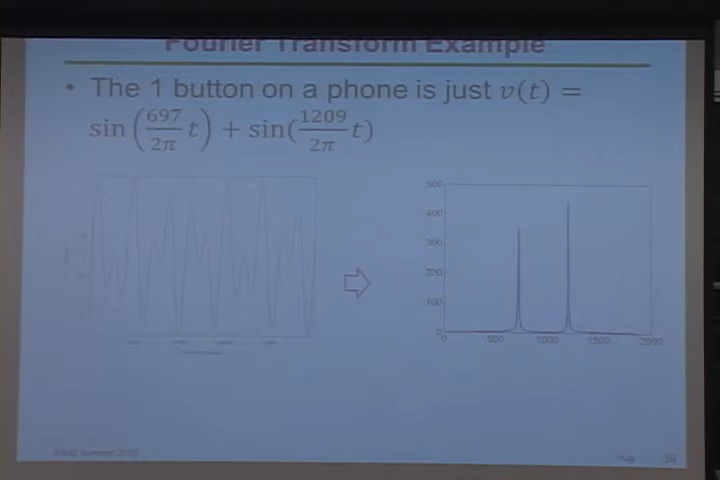 Fourier Transform Example
• The 1 button on a phone is just v(t) =
sin(697/2π t) + sin(1209/2π t)
500
400
300
200
100
0
0 500 1000 1500 2000
Hug